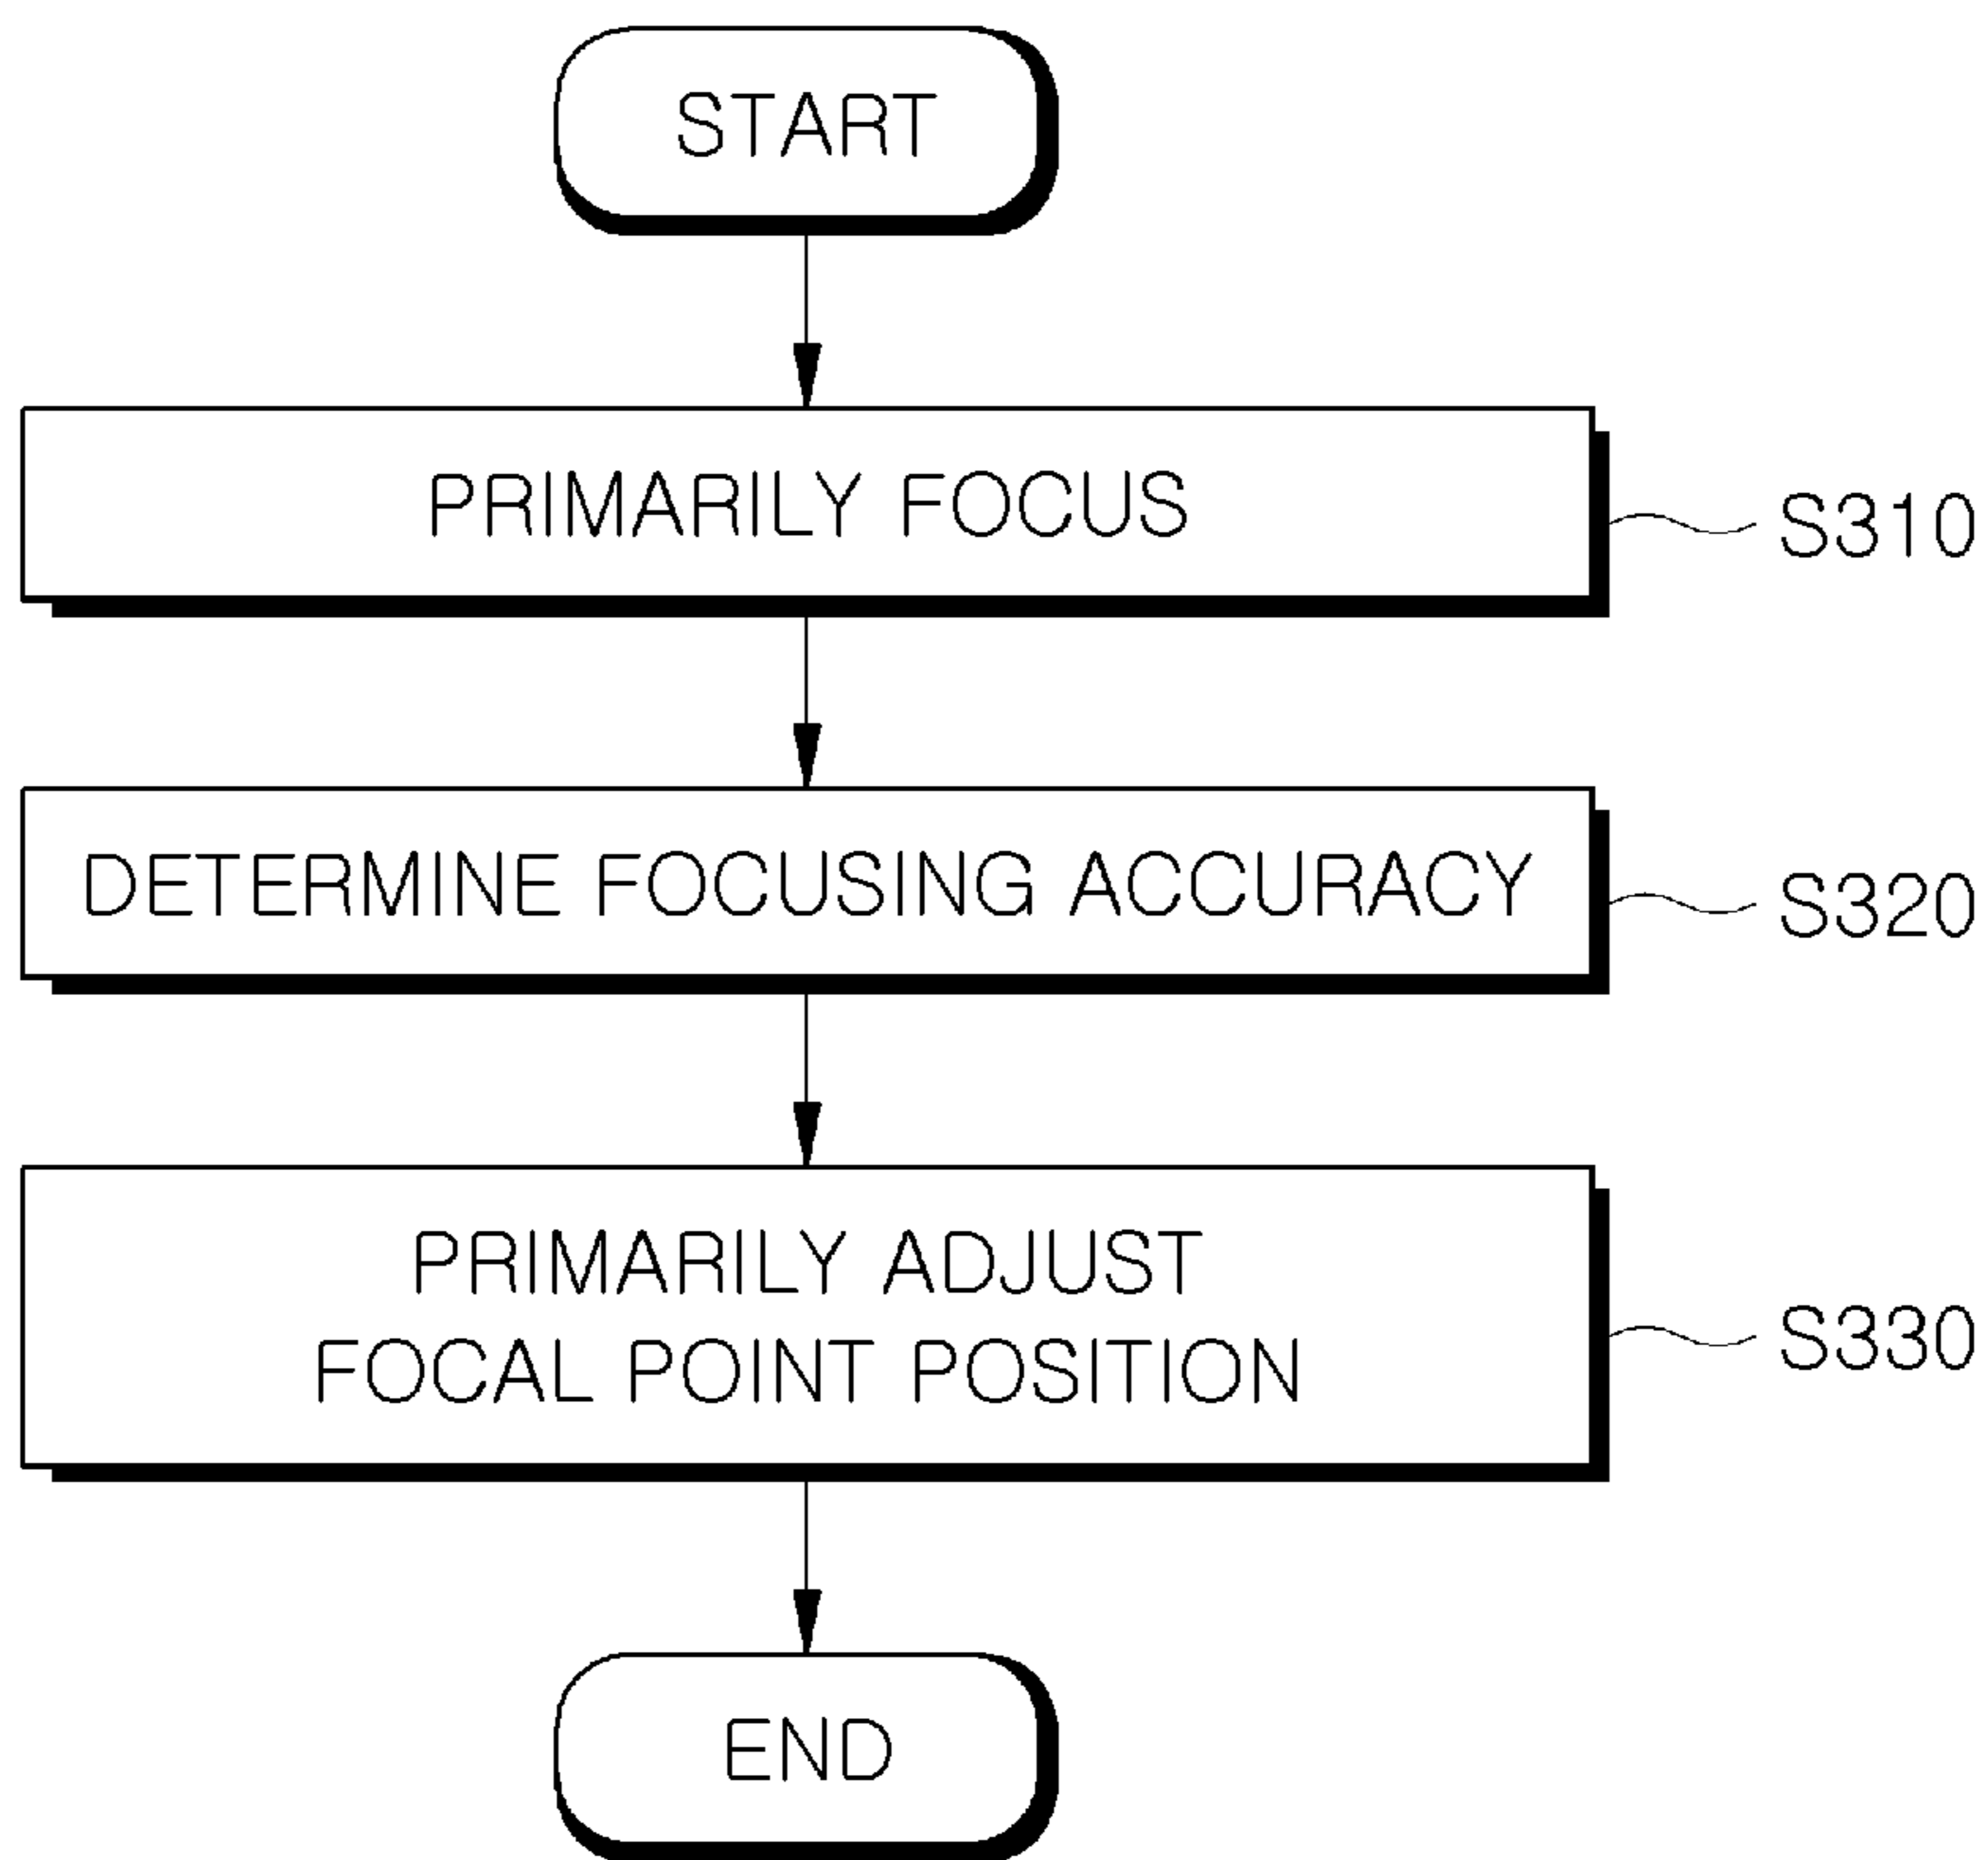 START
PRIMARILY FOCUS
S310
DETERMINE FOCUSING ACCURACY
S320
PRIMARILY ADJUST
FOCAL POINT POSITION
S330
END